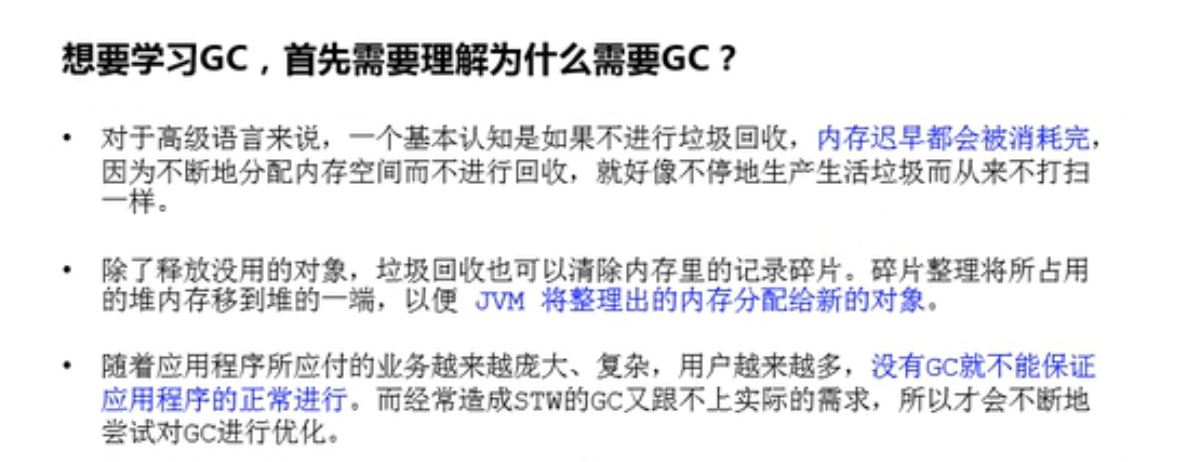 想要学习GC，首先需要理解为什么需要GC？
• 对于高级语言来说，一个基本认知是如果不进行垃圾回收，内存迟早都会被消耗完，
因为不断地分配内存空间而不进行回收，就好像不停地生产生活垃圾而从来不打扫
一样。
• 除了释放没用的对象，垃圾回收也可以清除内存里的记录碎片。碎片整理将所占用
的堆内存移到堆的一端，以便 JVM 将整理出的内存分配给新的对象。
• 随着应用程序所应付的业务越来越庞大、复杂，用户越来越多，没有GC就不能保证
应用程序的正常进行。而经常造成STW的GC又跟不上实际的需求，所以才会不断地
尝试对GC进行优化。